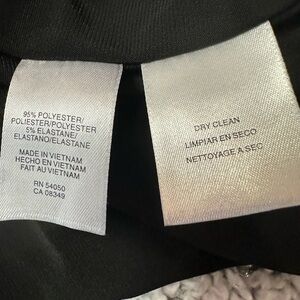 95% POLYESTER/
POLIESTER/POLYESTER
5% ELASTANE/
ELASTANO/ELASTANE
MADE IN VIETNAM
HECHO EN VIETNAM
FAIT AU VIETNAM
RN 54050
CA 08349
DRY CLEAN
LIMPIAR EN SECO
NETTOYAGE A SEC